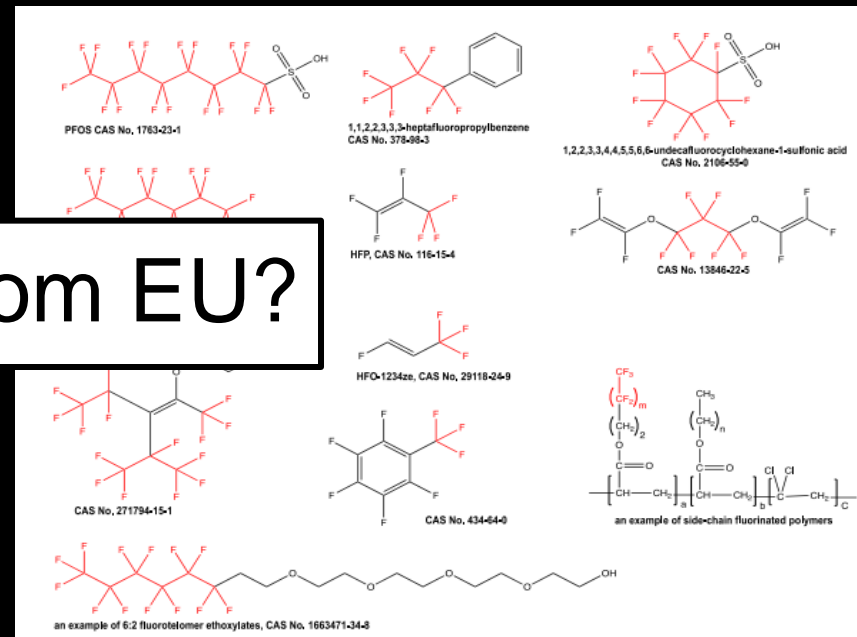 PFOS CAS No. 1763-23-1
1,1,2,2,3,3,3-heptafluoropropylbenzene
CAS No. 378-98-3
1,2,2,3,3,4,4,5,5,6,6-undecafluorocyclohexane-1-sulfonic acid
CAS No. 2106-55-0
HFP, CAS No. 116-15-4
CAS No. 13846-22-5
om EU?
HFO-1234ze, CAS No, 29118-24-9
CAS No, 271794-15-1
CAS No. 434-64-0
an example of side-chain fluorinated polymers
an example of 6:2 fluorotelomer ethoxylates, CAS No. 1663471-34-8